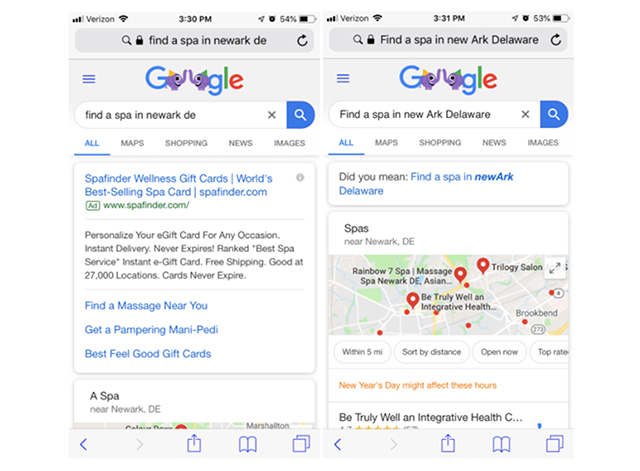 Verizon 3:30 PM 54%
find a spa in newark de
Google
find a spa in newark de
ALL MAPS SHOPPING NEWS IMAGES
Spafinder Wellness Gift Cards | World's
Best-Selling Spa Card | spafinder.com
Ad www.spafinder.com/
Personalize Your eGift Card For Any Occasion.
Instant Delivery. Never Expires! Ranked "Best Spa
Service" Instant e-Gift Card. Free Shipping. Good at
27,000 Locations. Cards Never Expire.
Find a Massage Near You
Get a Pampering Mani-Pedi
Best Feel Good Gift Cards
A Spa
near Newark, DE
Verizon 3:31 PM 53%
Find a spa in new Ark Delaware
Google
Find a spa in new Ark Delaware
ALL MAPS SHOPPING NEWS IMAGES
Did you mean: Find a spa in newArk
Delaware
Spas
near Newark, DE
Rainbow 7 Spa | Massage
Spa Newark DE, Asian...
Trilogy Salon
Be Truly Well an
Integrative Health...
4
Brookbend
273
Within 5 mi Sort by distance Open now Top rate
New Year's Day might affect these hours
Be Truly Well an Integrative Health C...